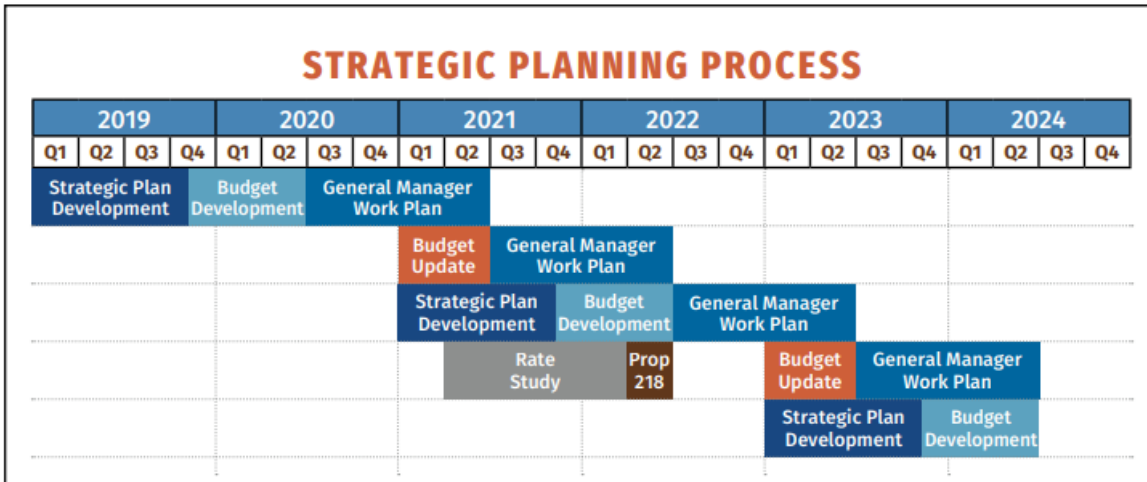 STRATEGIC PLANNING PROCESS
2019 2020 2021 2022 2023 2024
Q1 Q2 Q3 Q4 Q1 Q2 Q3 Q4 Q1 Q2 Q3 Q4 Q1 Q2 Q3 Q4 Q1 Q2 Q3 Q4 Q1 Q2 Q3 Q4
Strategic Plan Budget General Manager
Development Development Work Plan
Budget General Manager
Update Work Plan
Strategic Plan Budget General Manager
Development Development Work Plan
Rate Prop Budget General Manager
Study 218 Update Work Plan
Strategic Plan Budget
Development Development